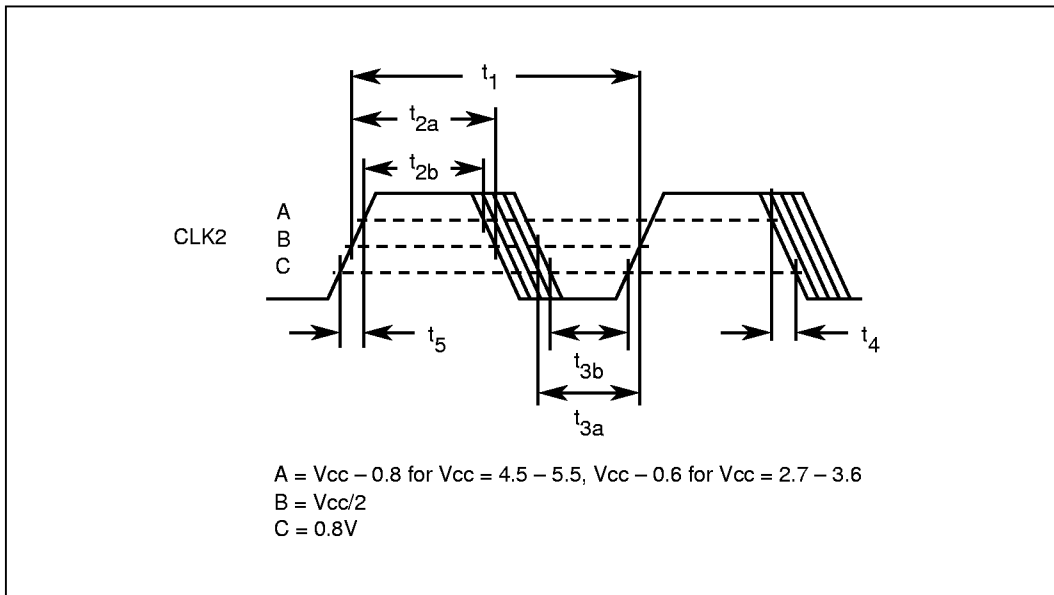 t1
t2a
t2b
A
CLK2
B
C
t5
t4
t3b
t3a
A = Vcc – 0.8 for Vcc = 4.5 – 5.5, Vcc – 0.6 for Vcc = 2.7 – 3.6
B = Vcc/2
C = 0.8V